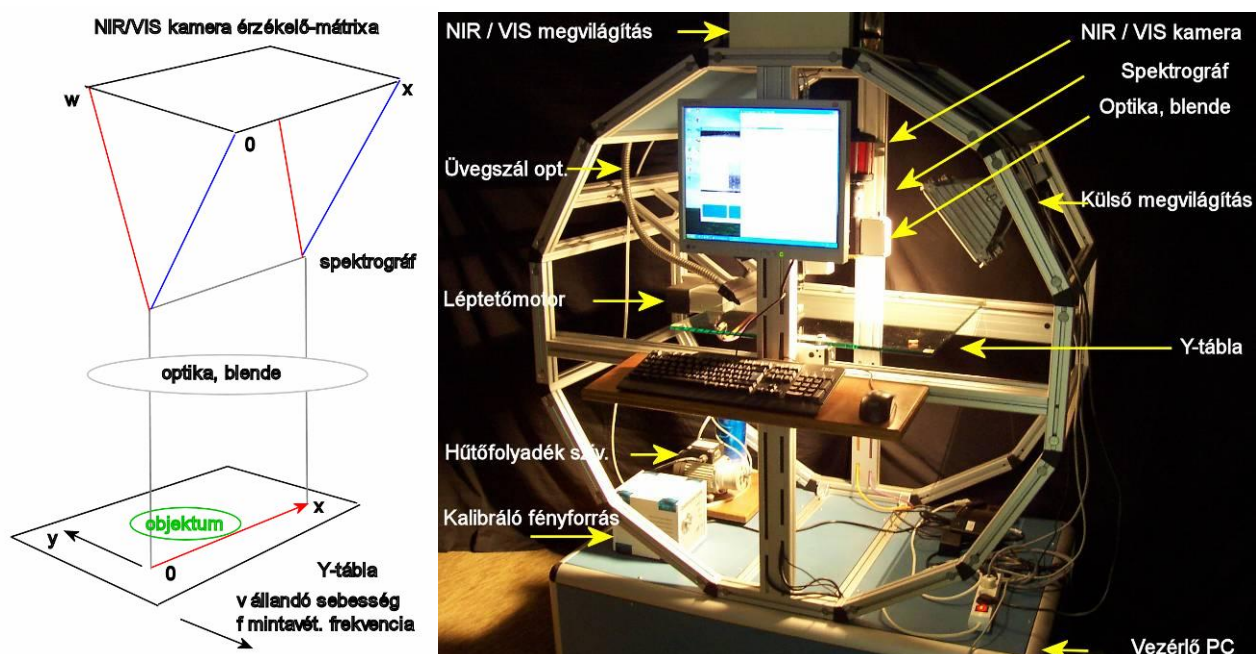 NIR/VIS kamera érzékelő-mátrixa
w
x
0
spektrográf
optika, blende
objektum
x
y
0
Y-tábla
v állandó sebesség
f mintavét. frekvencia
NIR / VIS megvilágítás
NIR / VIS kamera
Spektrográf
Optika, blende
Üvegszál opt.
Külső megvilágítás
Léptetőmotor
Y-tábla
Hűtőfolyadék sziv.
Kalibráló fényforrás
Vezérlő PC